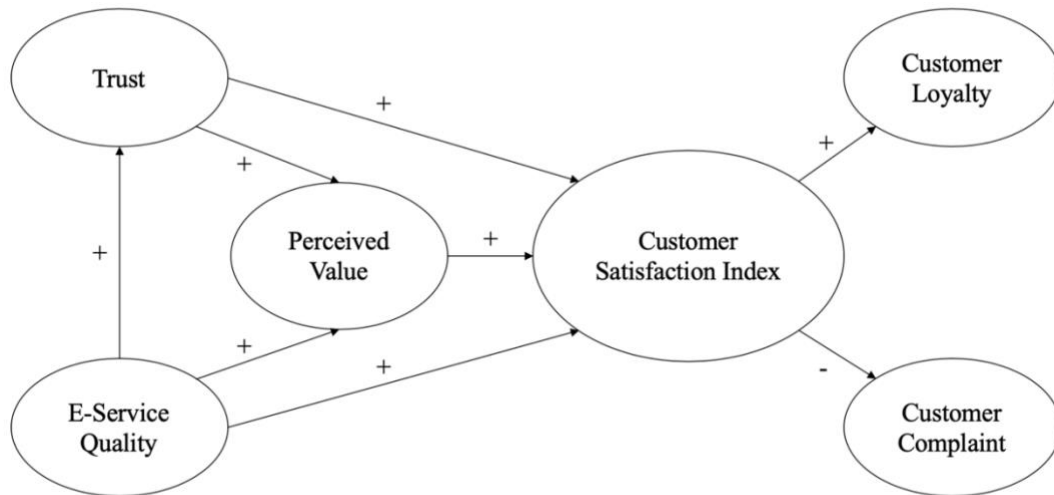 Trust
Customer
Loyalty
+
+
+
Perceived
Value
+
Customer
Satisfaction Index
+
+
+
-
E-Service
Quality
Customer
Complaint